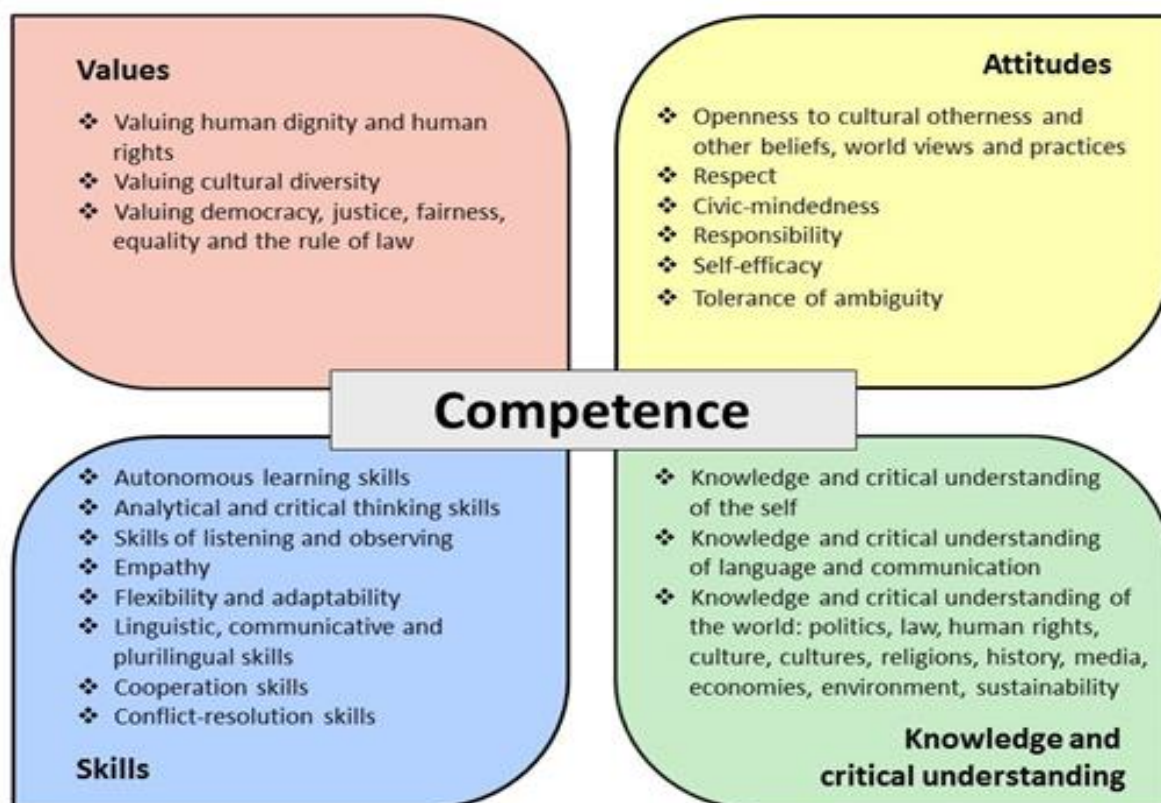 Values
❖ Valuing human dignity and human
rights
❖ Valuing cultural diversity
❖ Valuing democracy, justice, fairness,
equality and the rule of law
Attitudes
❖ Openness to cultural otherness and
other beliefs, world views and practices
❖ Respect
❖ Civic-mindedness
❖ Responsibility
❖ Self-efficacy
❖ Tolerance of ambiguity
Competence
❖ Autonomous learning skills
❖ Analytical and critical thinking skills
❖ Skills of listening and observing
❖ Empathy
❖ Flexibility and adaptability
❖ Linguistic, communicative and
plurilingual skills
❖ Cooperation skills
❖ Conflict-resolution skills
Skills
❖ Knowledge and critical understanding
of the self
❖ Knowledge and critical understanding
of language and communication
❖ Knowledge and critical understanding of
the world: politics, law, human rights,
culture, cultures, religions, history, media,
economies, environment, sustainability
Knowledge and
critical understanding